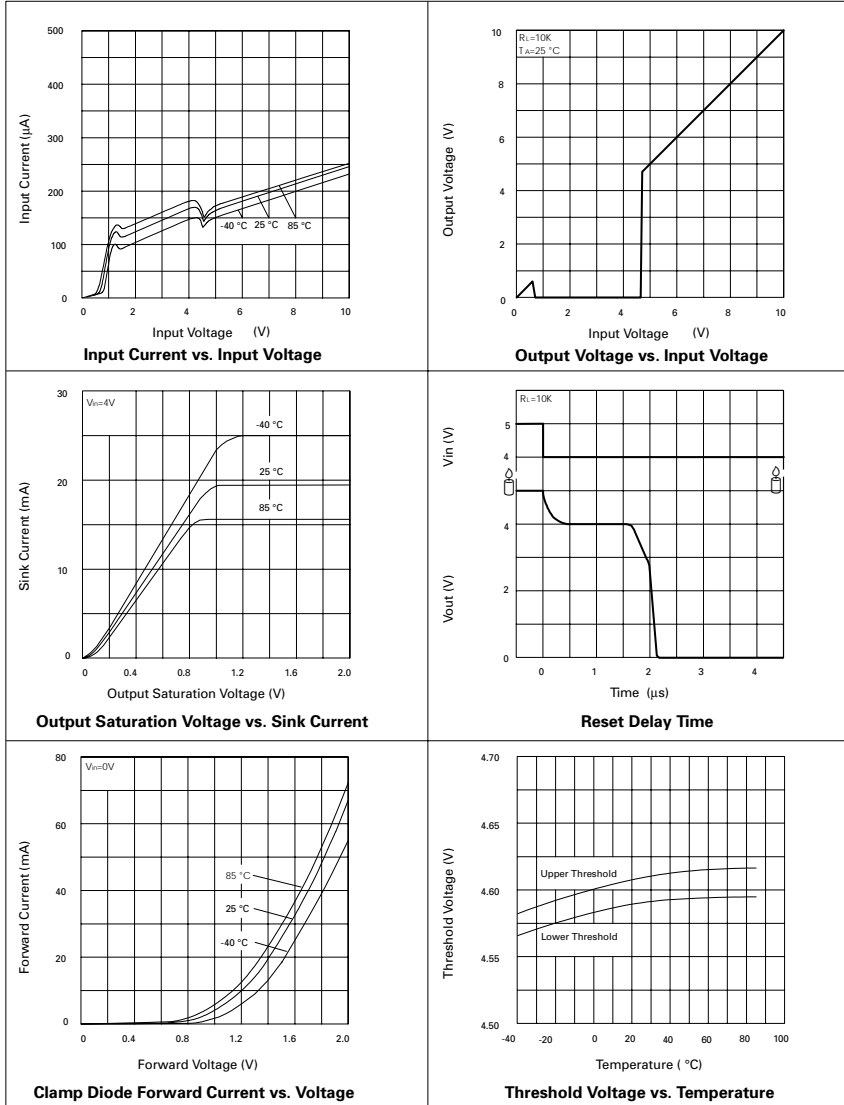 500
400
300
200
100
0
Input Current (μA)
-40 °C 25 °C 85 °C
0 2 4 6 8 10
Input Voltage (V)
Input Current vs. Input Voltage
RL=10K
TA=25 °C
10
8
6
4
2
0
Output Voltage (V)
0 2 4 6 8 10
Input Voltage (V)
Output Voltage vs. Input Voltage
Vin=4V
30
20
10
0
Sink Current (mA)
-40 °C
25 °C
85 °C
0 0.4 0.8 1.2 1.6 2.0
Output Saturation Voltage (V)
Output Saturation Voltage vs. Sink Current
RL=10K
5
4
Vin (V)
4
2
0
Vout (V)
0 1 2 3 4
Time (μs)
Reset Delay Time
Vin=0V
80
60
40
20
0
Forward Current (mA)
85 °C
25 °C
-40 °C
0 0.4 0.8 1.2 1.6 2.0
Forward Voltage (V)
Clamp Diode Forward Current vs. Voltage
4.70
4.65
4.60
4.55
4.50
Threshold Voltage (V)
Upper Threshold
Lower Threshold
-40 -20 0 20 40 60 80 100
Temperature ( °C)
Threshold Voltage vs. Temperature